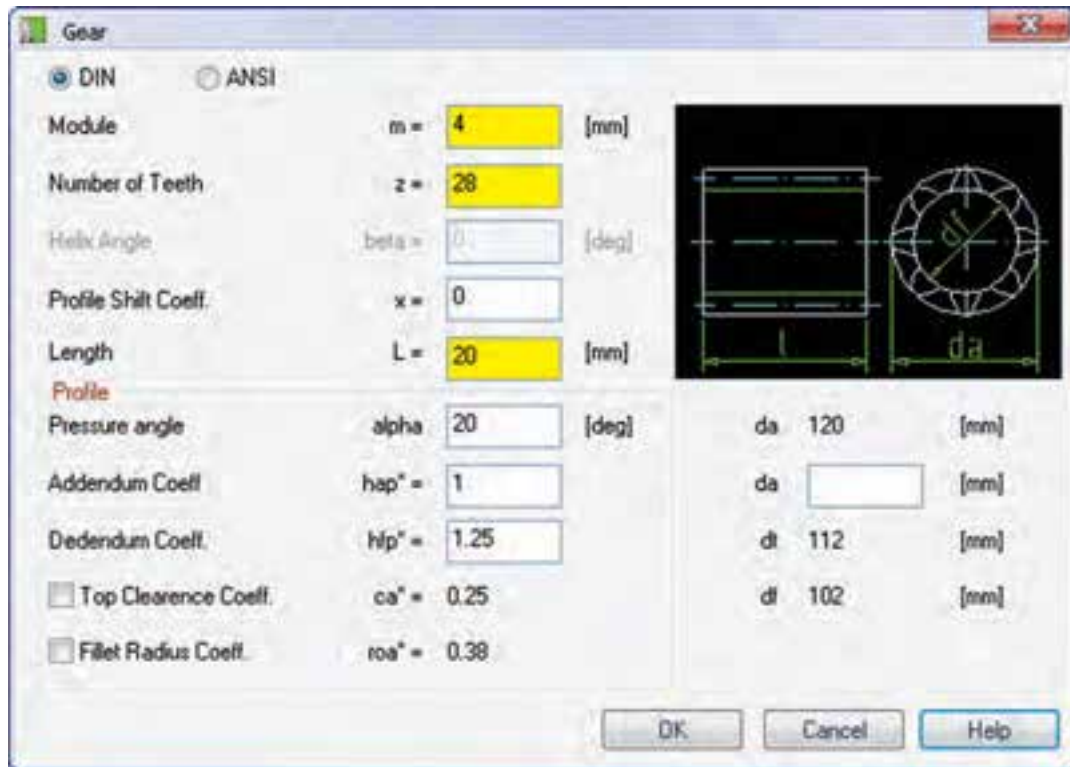 Gear
DIN ANSI
Module m = 4 [mm]
Number of Teeth z = 28
Helix Angle beta = 0 [deg]
Profile Shift Coeff. x = 0
Length L = 20 [mm]
Profile
Pressure angle alpha 20 [deg]
Addendum Coeff hap* = 1
Dedendum Coeff. hfp* = 1.25
Top Clearence Coeff. ca* = 0.25
Fillet Radius Coeff. roa* = 0.38
df
l da
da 120 [mm]
da [mm]
dt 112 [mm]
df 102 [mm]
OK Cancel Help